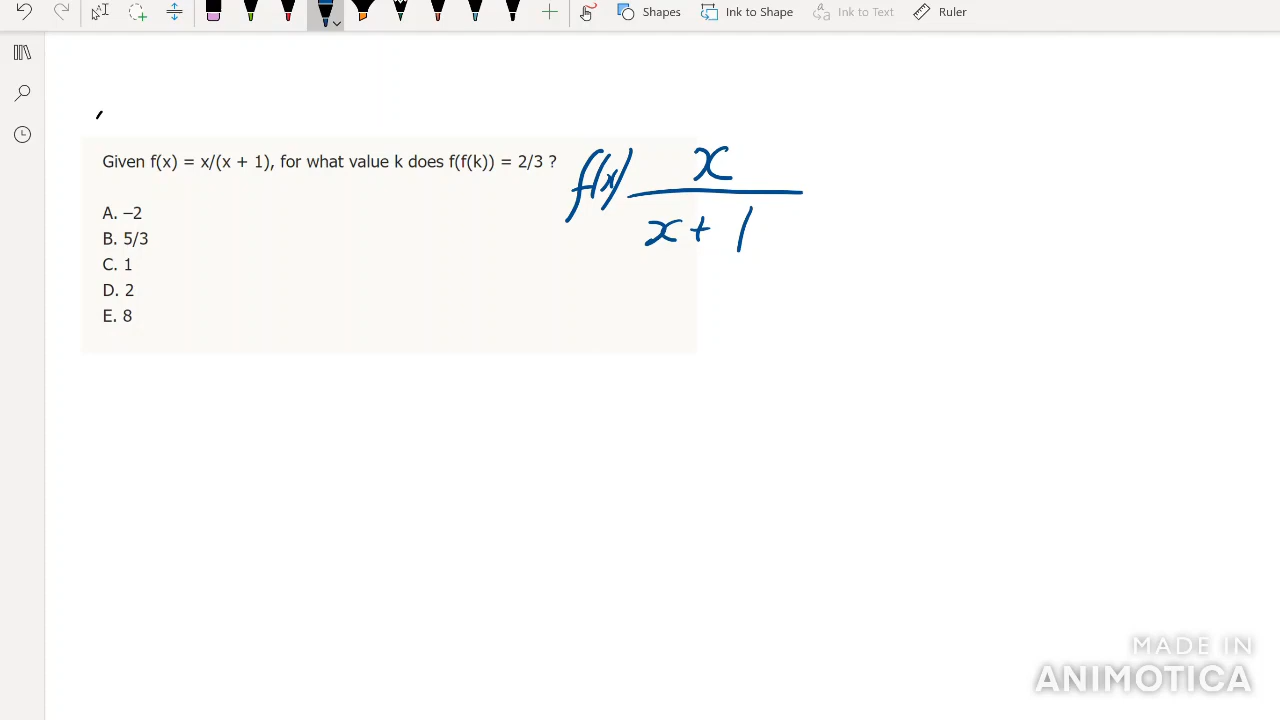 Shapes Ink to Shape Ink to Text Ruler
Given f(x) = x/(x + 1), for what value k does f(f(k)) = 2/3 ?
A. –2
B. 5/3
C. 1
D. 2
E. 8
f(x) x
x + 1
MADE IN
ANIMOTICA